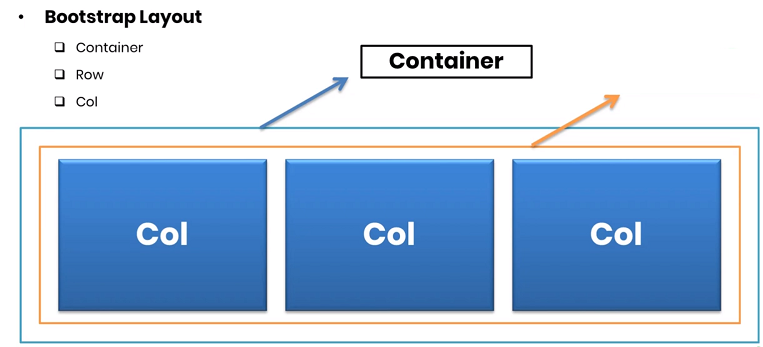 • Bootstrap Layout
❑ Container
❑ Row
❑ Col
Container
Col Col Col